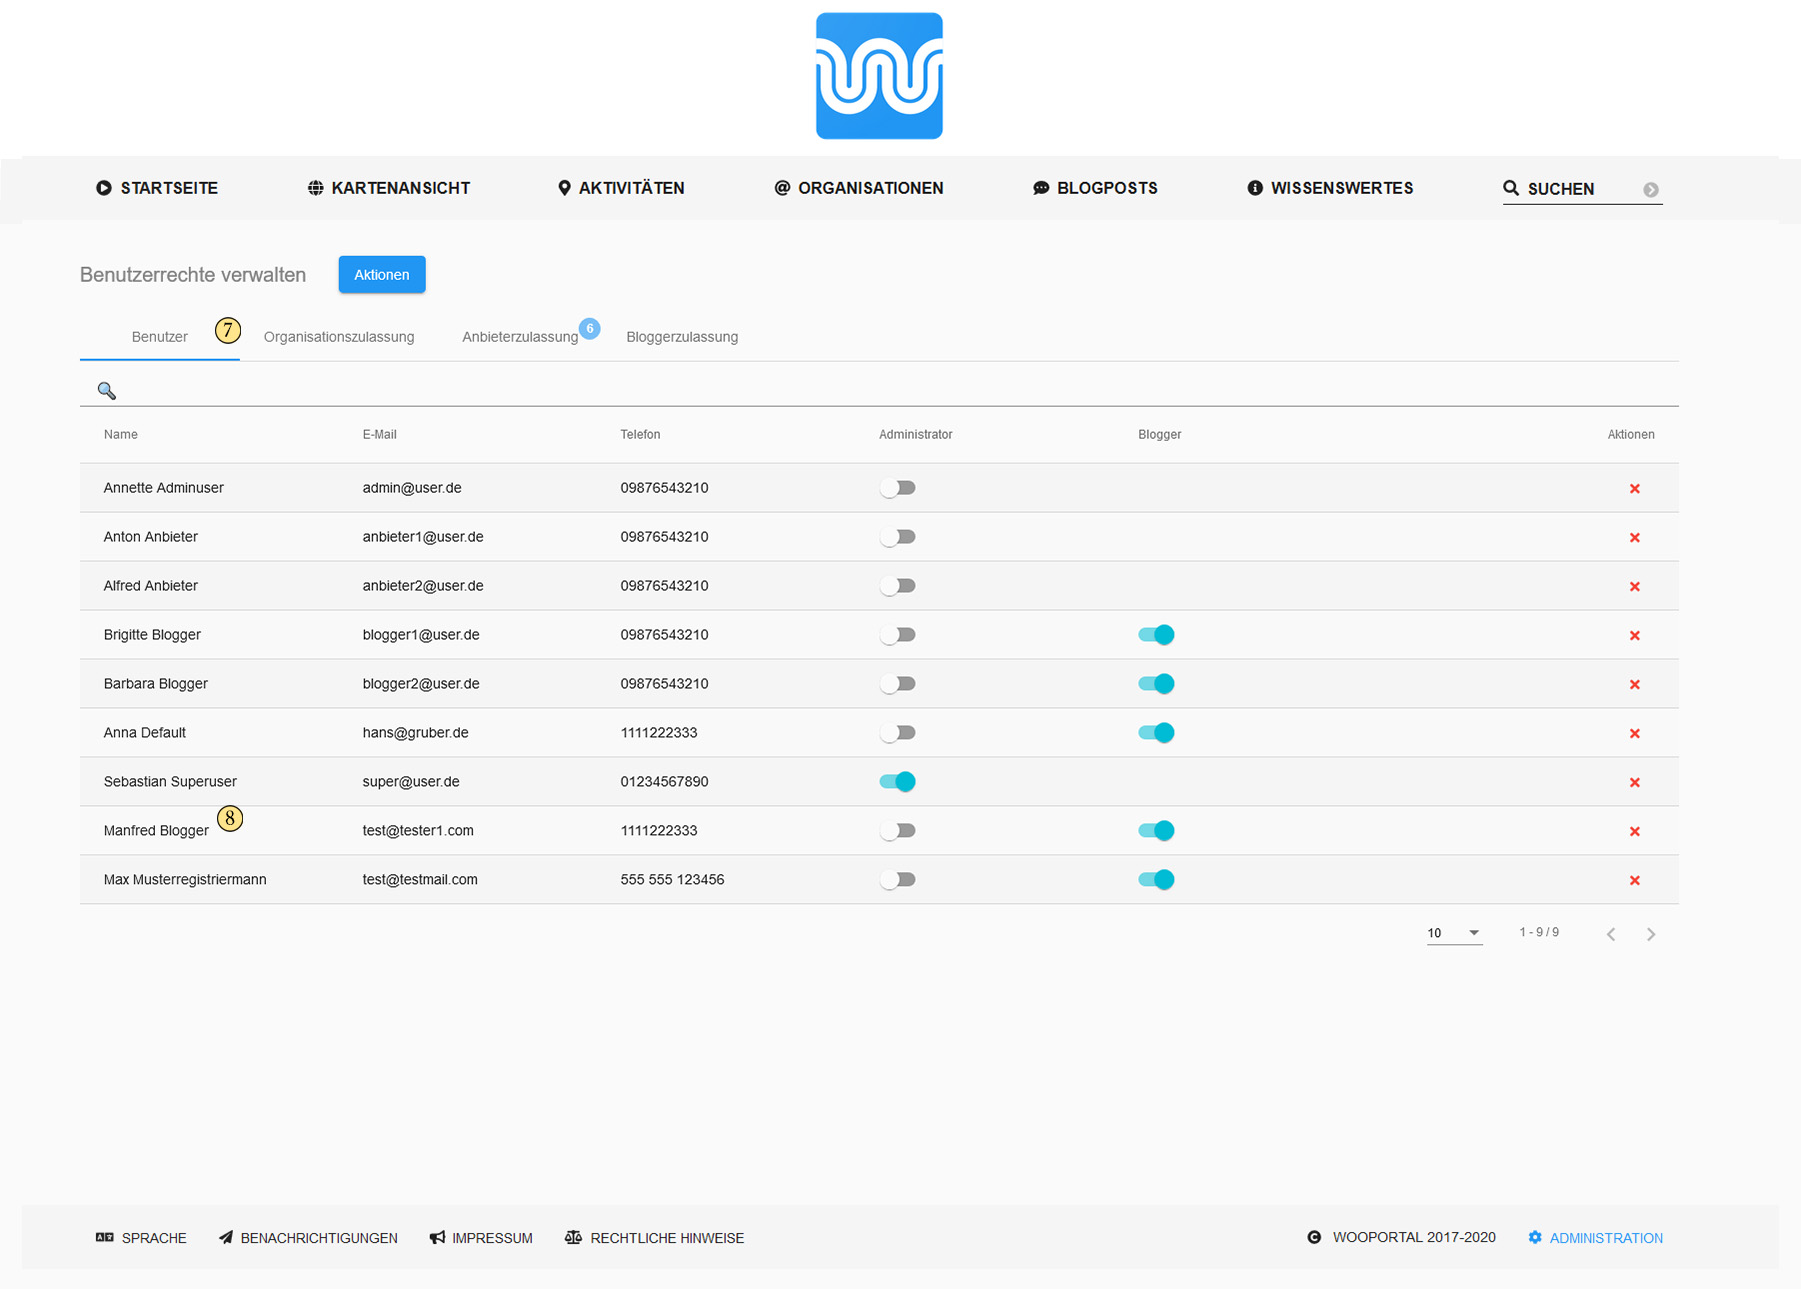 STARTSEITE KARTENANSICHT AKTIVITÄTEN ORGANISATIONEN BLOGPOSTS WISSENSWERTES SUCHEN
Benutzerrechte verwalten Aktionen
Benutzer 7 Organisationszulassung Anbieterzulassung 6 Bloggerzulassung
Name E-Mail Telefon Administrator Blogger Aktionen
Annette Adminuser admin@user.de 09876543210
Anton Anbieter anbieter1@user.de 09876543210
Alfred Anbieter anbieter2@user.de 09876543210
Brigitte Blogger blogger1@user.de 09876543210
Barbara Blogger blogger2@user.de 09876543210
Anna Default hans@gruber.de 1111222333
Sebastian Superuser super@user.de 01234567890
Manfred Blogger 8 test@tester1.com 1111222333
Max Musterregistriermann test@testmail.com 555 555 123456
10 1 - 9 / 9
SPRACHE BENACHRICHTIGUNGEN IMPRESSUM RECHTLICHE HINWEISE WOOPORTAL 2017-2020 ADMINISTRATION